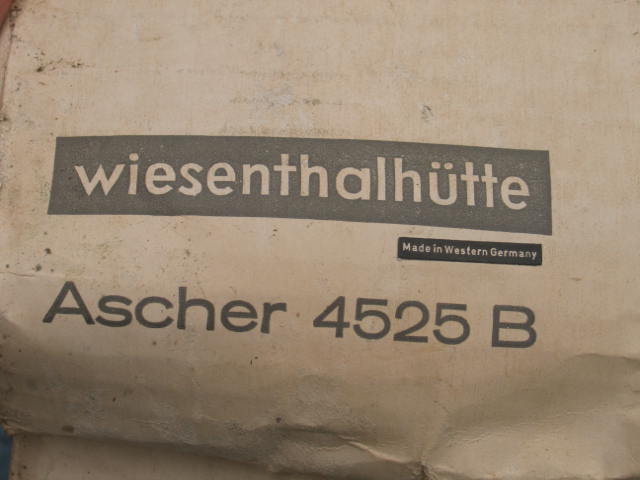 wiesenthalhütte
Made in Western Germany
Ascher 4525 B